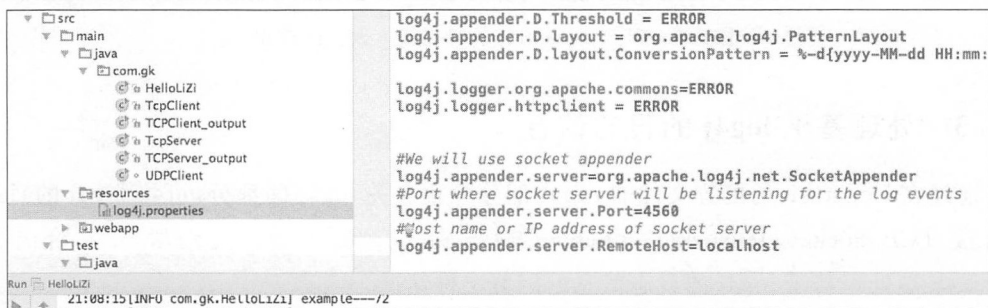 src
main
java
com.gk
HelloLiZi
TcpClient
TCPClient_output
TcpServer
TCPServer_output
UDPClient
resources
log4j.properties
webapp
test
java
log4j.appender.D.Threshold = ERROR
log4j.appender.D.layout = org.apache.log4j.PatternLayout
log4j.appender.D.layout.ConversionPattern = %-d{yyyy-MM-dd HH:mm:
log4j.logger.org.apache.commons=ERROR
log4j.logger.httpclient = ERROR
#We will use socket appender
log4j.appender.server=org.apache.log4j.net.SocketAppender
#Port where socket server will be listening for the log events
log4j.appender.server.Port=4560
#Host name or IP address of socket server
log4j.appender.server.RemoteHost=localhost
Run HelloLiZi
21:08:15[INFO com.gk.HelloLiZi] example---72